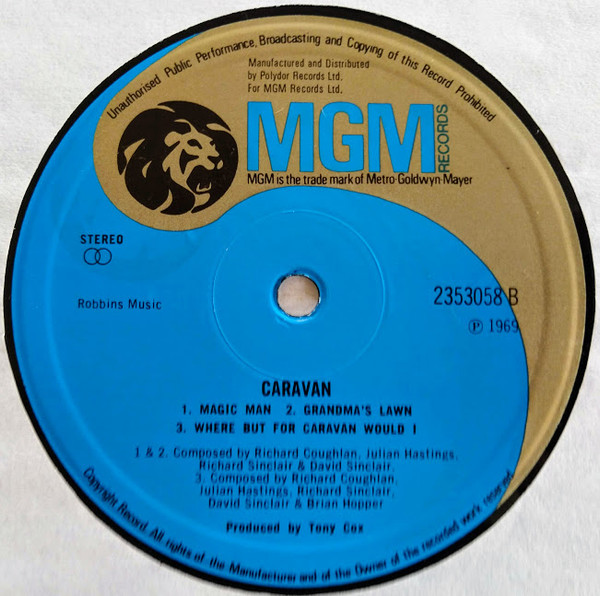 Unauthorised Public Performance, Broadcasting and Copying of this Record Prohibited
Manufactured and Distributed
by Polydor Records Ltd.
For MGM Records Ltd.
MGM
RECORDS
MGM is the trade mark of Metro-Goldwyn-Mayer
STEREO
Robbins Music
2353058 B
Ⓟ 1969
CARAVAN
1. MAGIC MAN 2. GRANDMA'S LAWN
3. WHERE BUT FOR CARAVAN WOULD I
1 & 2. Composed by Richard Coughlan, Julian Hastings,
Richard Sinclair & David Sinclair.
3. Composed by Richard Coughlan,
Julian Hastings, Richard Sinclair,
David Sinclair & Brian Hopper
Produced by Tony Cox
Copyright Record. All rights of the Manufacturer and of the Owner of the recorded work reserved.